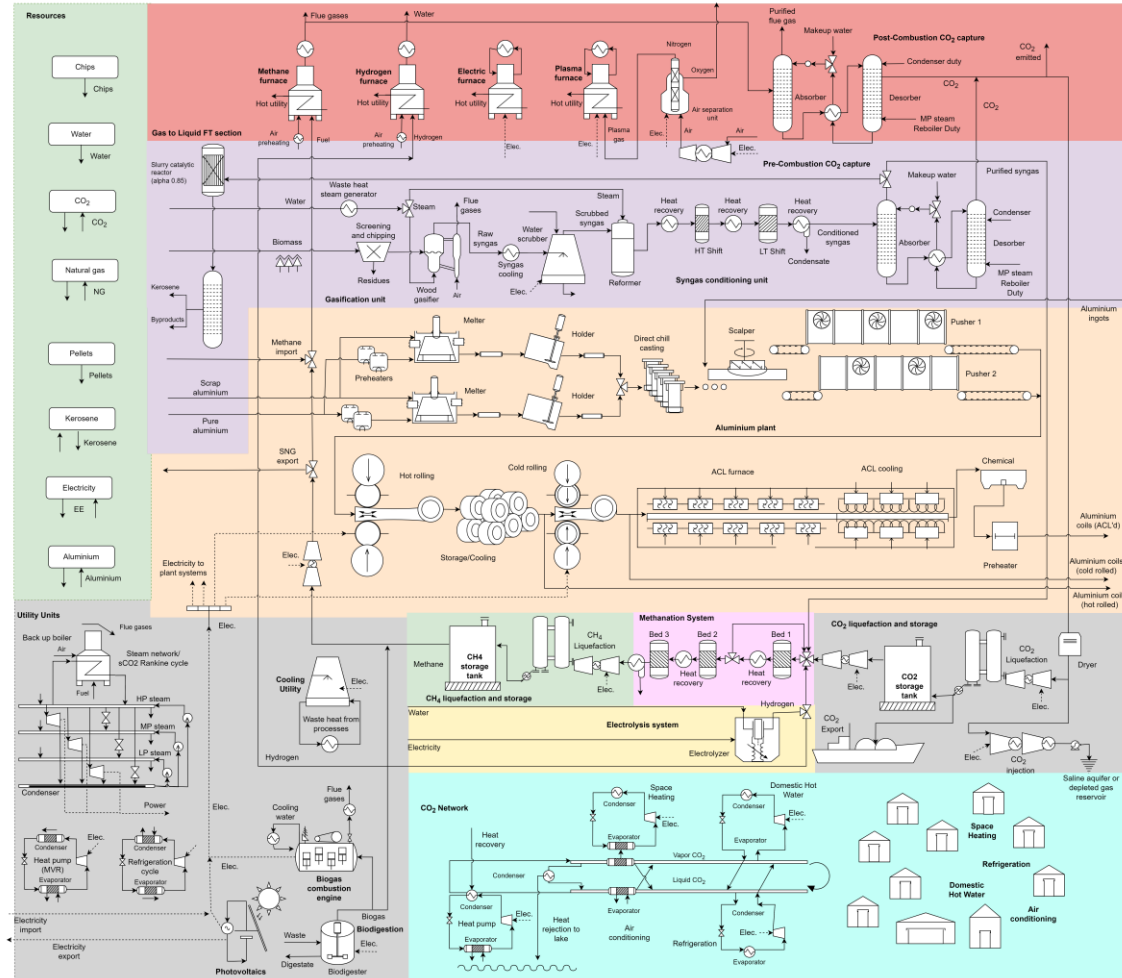 Resources
Chips
Chips
Water
Water
CO2
CO2
Natural gas
NG
Pellets
Pellets
Kerosene
Kerosene
Electricity
EE
Aluminium
Aluminium
Flue gases
Water
Methane
furnace
Hot utility
Air
preheating
Fuel
Hydrogen
furnace
Hot utility
Air
preheating
Hydrogen
Electric
furnace
Hot utility
Elec.
Plasma
furnace
Hot utility
Elec.
Plasma
gas
Nitrogen
Oxygen
Air separation
unit
Elec.
Air
Air
Elec.
Purified
flue gas
Makeup water
Post-Combustion CO2 capture
Condenser duty
Absorber
Desorber
MP steam
Reboiler Duty
CO2
emitted
CO2
CO2
Gas to Liquid FT section
Slurry catalytic
reactor
(alpha 0.85)
Kerosene
Byproducts
Waste heat
steam generator
Water
Steam
Flue
gases
Screening
and chipping
Biomass
Residues
Wood
gasifier
Air
Gasification unit
Raw
syngas
Syngas
cooling
Water
scrubber
Elec.
Scrubbed
syngas
Steam
Reformer
Heat
recovery
HT Shift
Heat
recovery
LT Shift
Heat
recovery
Condensate
Conditioned
syngas
Syngas conditioning unit
Pre-Combustion CO2 capture
Makeup water
Purified syngas
Absorber
Condenser
Desorber
MP steam
Reboiler
Duty
Methane
import
Scrap
aluminium
Pure
aluminium
Preheaters
Melter
Melter
Holder
Holder
Direct chill
casting
Scalper
Pusher 1
Pusher 2
Aluminium
ingots
Aluminium plant
SNG
export
Elec.
Hot rolling
Storage/Cooling
Cold rolling
ACL furnace
ACL cooling
Chemical
Preheater
Aluminium
coils (ACL'd)
Aluminium coils
(cold rolled)
Aluminium coil
(hot rolled)
Electricity to
plant systems
Elec.
Utility Units
Back up boiler
Flue gases
Air
Fuel
Steam network/
sCO2 Rankine cycle
HP steam
MP steam
LP steam
Condenser
Power
Elec.
Condenser
Heat pump
(MVR)
Evaporator
Elec.
Condenser
Refrigeration
cycle
Evaporator
Elec.
Cooling
Utility
Elec.
Waste heat from
processes
Hydrogen
Methane
CH4
storage
tank
CH4
Liquefaction
Elec.
CH4 liquefaction and storage
Methanation System
Bed 3
Bed 2
Bed 1
Heat
recovery
Heat
recovery
Hydrogen
Water
Electrolysis system
Electricity
Electrolyzer
CO2 liquefaction and storage
Elec.
CO2
storage
tank
CO2
Liquefaction
Elec.
Dryer
CO2
Export
Elec.
CO2
injection
Saline aquifer or
depleted gas
reservoir
Cooling
water
Flue
gases
Biogas
combustion
engine
Biogas
Biodigestion
Waste
Digestate
Elec.
Biodigester
Electricity
import
Electricity
export
Photovoltaics
CO2 Network
Heat
recovery
Condenser
Condenser
Heat pump
Elec.
Evaporator
Heat
rejection to
lake
Space
Heating
Condenser
Elec.
Evaporator
Domestic Hot
Water
Condenser
Elec.
Evaporator
Vapor CO2
Liquid CO2
Evaporator
Air
conditioning
Elec.
Condenser
Condenser
Refrigeration
Elec.
Evaporator
Space
Heating
Refrigeration
Domestic
Hot Water
Air
conditioning